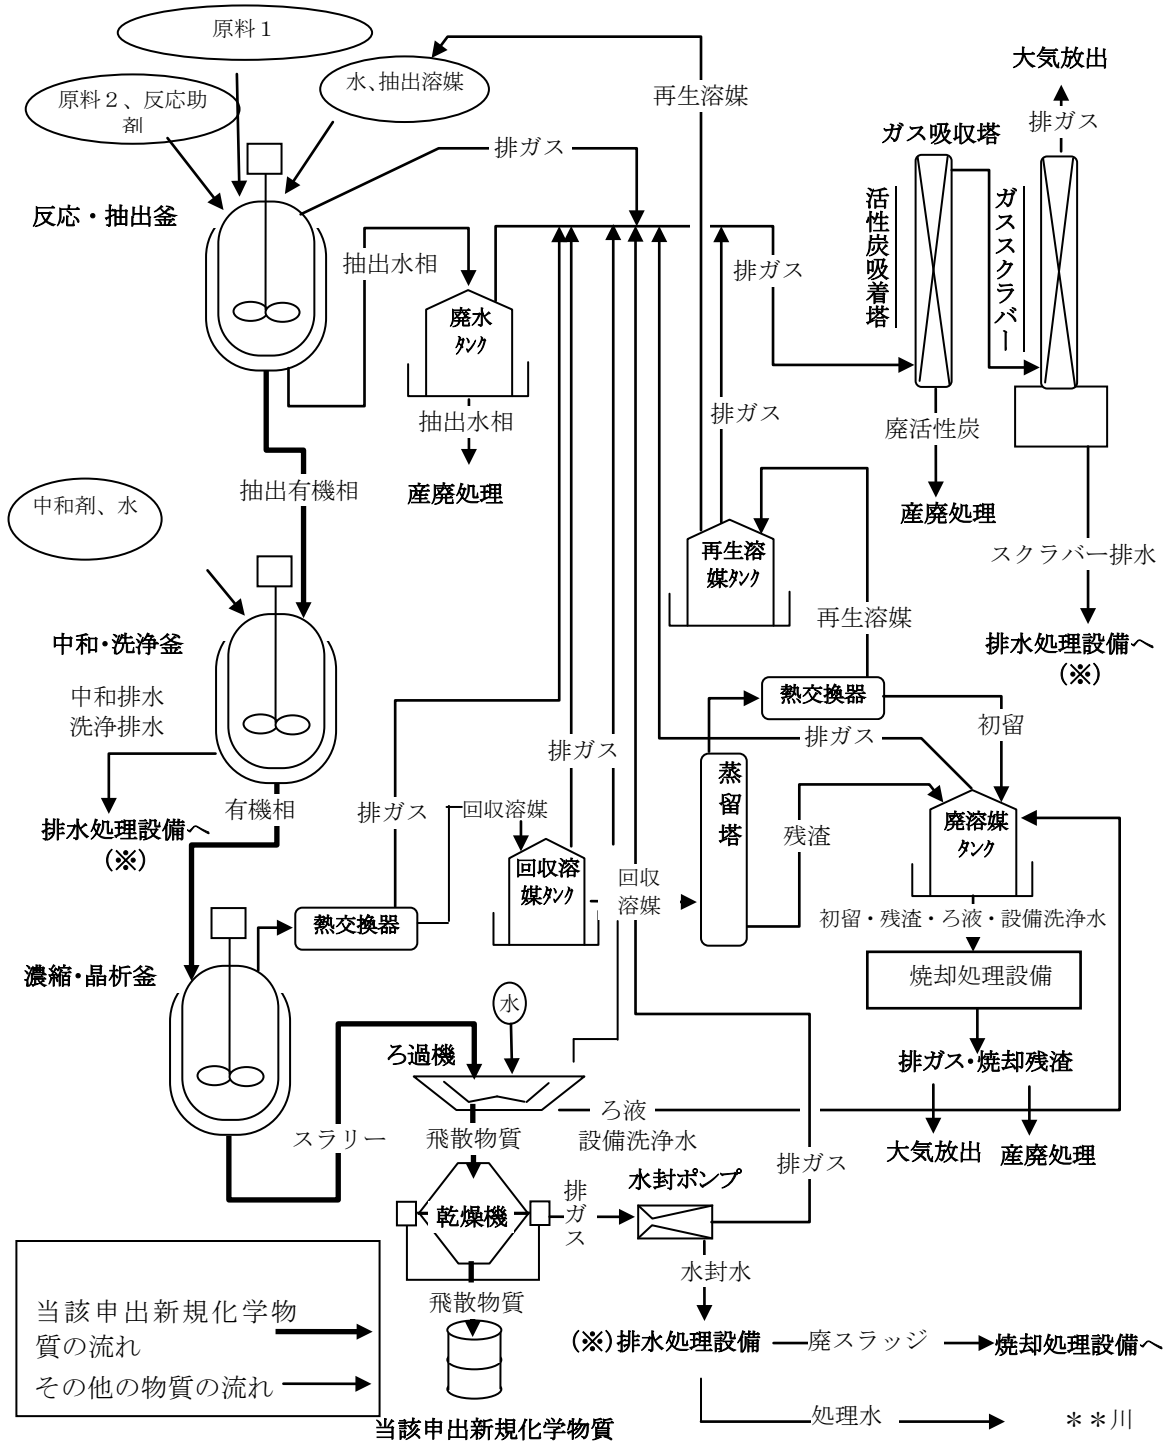 原料１
原料２、反応助
剤
水、抽出溶媒
再生溶媒
大気放出
排ガス
ガス吸収塔
排ガス
反応・抽出釜
活性炭吸着塔
ガススクラバー
抽出水相
排ガス
廃水
タンク
抽出水相
産廃処理
排ガス
廃活性炭
産廃処理
抽出有機相
中和剤、水
再生溶
媒タンク
スクラバー排水
再生溶媒
排水処理設備へ
(※)
中和・洗浄釜
中和排水
洗浄排水
熱交換器
初留
排ガス
排ガス
蒸留塔
有機相
排ガス
回収溶媒
排水処理設備へ
(※)
残渣
廃溶媒
タンク
回収溶
媒タンク
回収
溶媒
熱交換器
初留・残渣・ろ液・設備洗浄水
濃縮・晶析釜
焼却処理設備
水
ろ過機
排ガス・焼却残渣
ろ液
設備洗浄水
スラリー
飛散物質
大気放出
産廃処理
排ガス
水封ポンプ
排ガス
乾燥機
水封水
飛散物質
当該申出新規化学物
質の流れ
その他の物質の流れ
(※)排水処理設備
廃スラッジ
焼却処理設備へ
処理水
＊＊川
当該申出新規化学物質